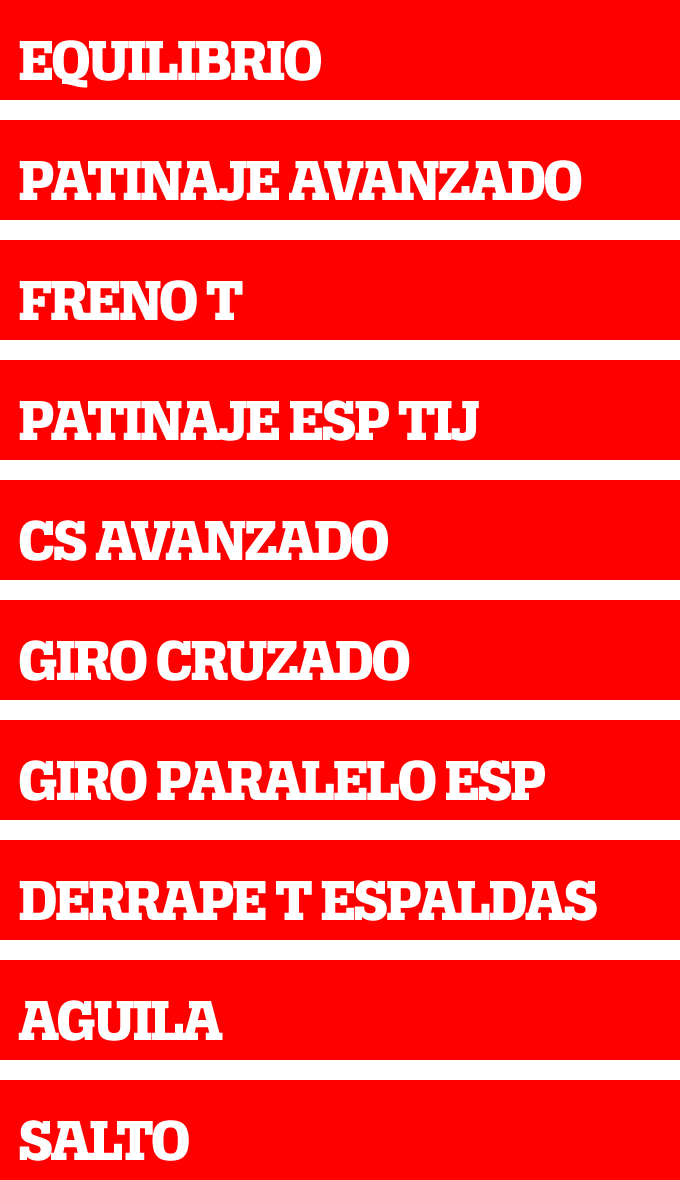 EQUILIBRIO
PATINAJE AVANZADO
FRENO T
PATINAJE ESP TIJ
CS AVANZADO
GIRO CRUZADO
GIRO PARALELO ESP
DERRAPE T ESPALDAS
AGUILA
SALTO